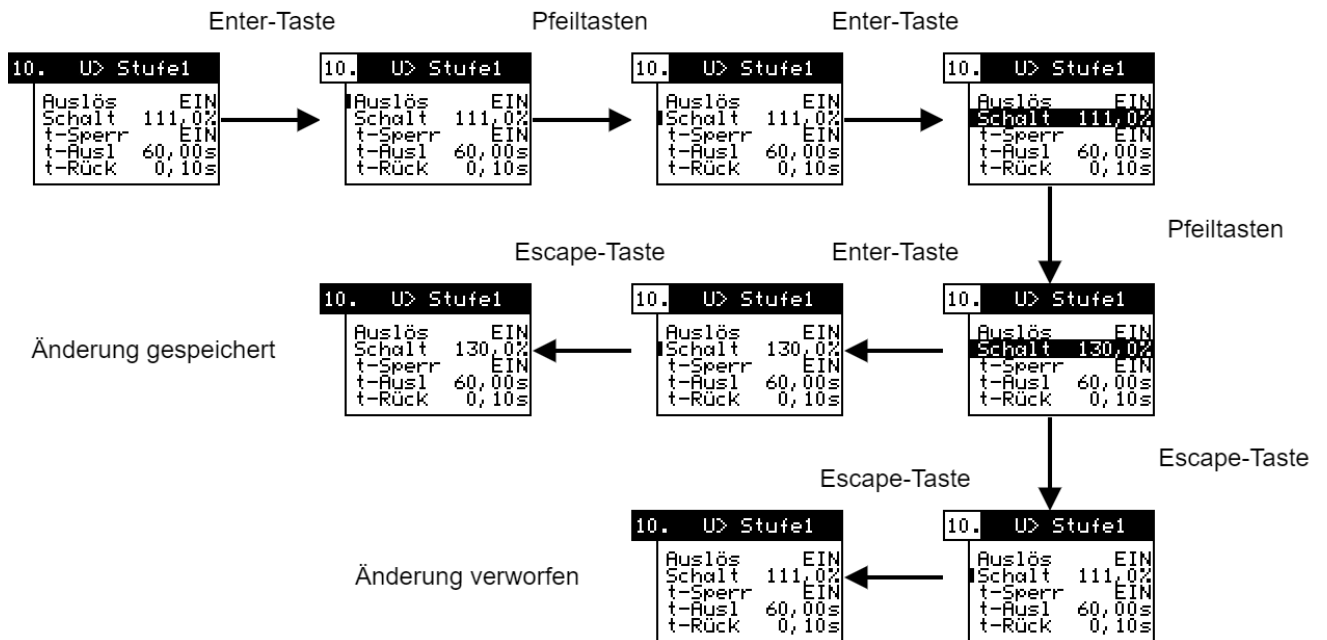 Enter-Taste
Pfeiltasten
Enter-Taste
10. U> Stufe1
Auslös EIN
Schalt 111,0%
t-Sperr EIN
t-Ausl 60,00s
t-Rück 0,10s
10. U> Stufe1
Auslös EIN
Schalt 111,0%
t-Sperr EIN
t-Ausl 60,00s
t-Rück 0,10s
10. U> Stufe1
Auslös EIN
Schalt 111,0%
t-Sperr EIN
t-Ausl 60,00s
t-Rück 0,10s
10. U> Stufe1
Auslös EIN
Schalt 111,0%
t-Sperr EIN
t-Ausl 60,00s
t-Rück 0,10s
Pfeiltasten
Escape-Taste
Enter-Taste
Änderung gespeichert
10. U> Stufe1
Auslös EIN
Schalt 130,0%
t-Sperr EIN
t-Ausl 60,00s
t-Rück 0,10s
10. U> Stufe1
Auslös EIN
Schalt 130,0%
t-Sperr EIN
t-Ausl 60,00s
t-Rück 0,10s
10. U> Stufe1
Auslös EIN
Schalt 130,0%
t-Sperr EIN
t-Ausl 60,00s
t-Rück 0,10s
Escape-Taste
Escape-Taste
Änderung verworfen
10. U> Stufe1
Auslös EIN
Schalt 111,0%
t-Sperr EIN
t-Ausl 60,00s
t-Rück 0,10s
10. U> Stufe1
Auslös EIN
Schalt 111,0%
t-Sperr EIN
t-Ausl 60,00s
t-Rück 0,10s